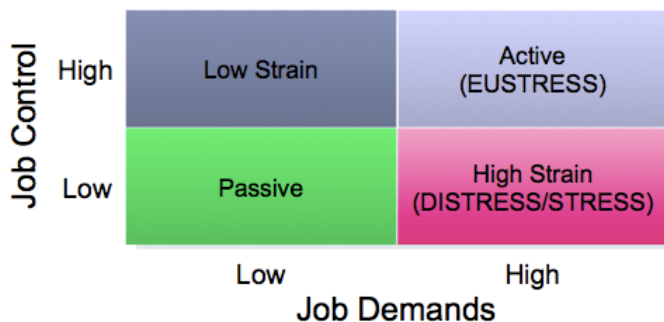 Job Control
High
Low Strain
Active
(EUSTRESS)
Low
Passive
High Strain
(DISTRESS/STRESS)
Low
High
Job Demands